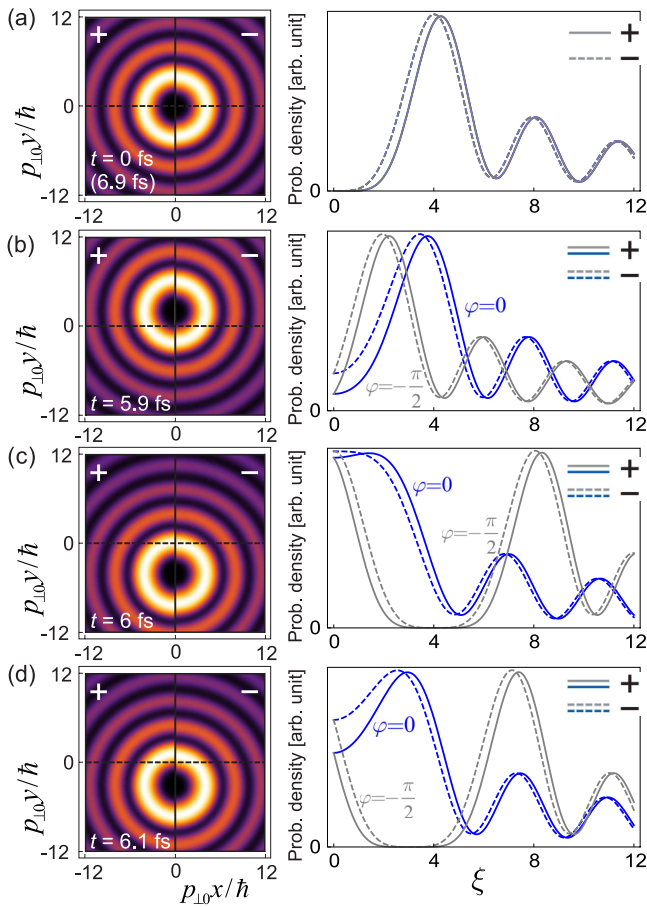 (a)
+ −
12
0
-12
p⊥0y/ħ
t = 0 fs
(6.9 fs)
-12 0 12
Prob. density [arb. unit]
0
+
−
0 4 8 12
(b)
+ −
12
0
-12
p⊥0y/ħ
t = 5.9 fs
0 12
Prob. density [arb. unit]
0
φ=0
φ=−π/2
+
−
0 4 8 12
(c)
+ −
12
0
-12
p⊥0y/ħ
t = 6 fs
0 12
Prob. density [arb. unit]
0
φ=0
φ=−π/2
+
−
0 4 8 12
(d)
+ −
12
0
-12
p⊥0y/ħ
t = 6.1 fs
-12 0 12
p⊥0x/ħ
Prob. density [arb. unit]
0
φ=0
φ=−π/2
+
−
0 4 8 12
ξ